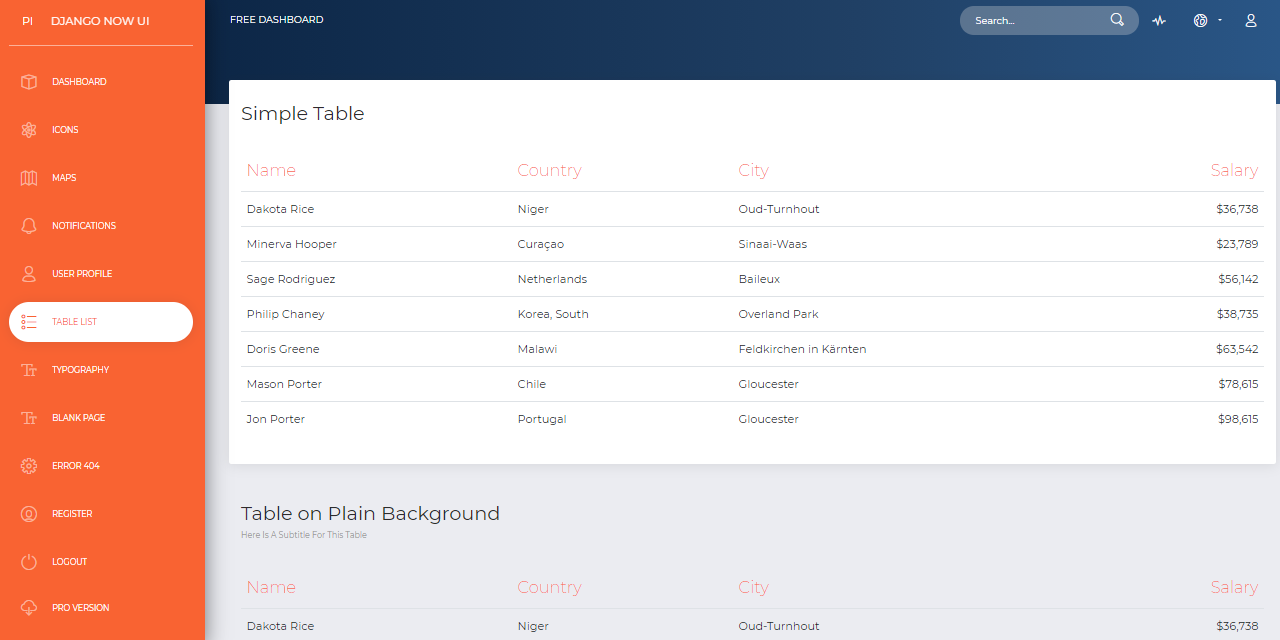 PI DJANGO NOW UI
DASHBOARD
ICONS
MAPS
NOTIFICATIONS
USER PROFILE
TABLE LIST
TYPOGRAPHY
BLANK PAGE
ERROR 404
REGISTER
LOGOUT
PRO VERSION
FREE DASHBOARD
Search...
Simple Table
Name Country City Salary
Dakota Rice Niger Oud-Turnhout $36,738
Minerva Hooper Curaçao Sinaai-Waas $23,789
Sage Rodriguez Netherlands Baileux $56,142
Philip Chaney Korea, South Overland Park $38,735
Doris Greene Malawi Feldkirchen in Kärnten $63,542
Mason Porter Chile Gloucester $78,615
Jon Porter Portugal Gloucester $98,615
Table on Plain Background
Here Is A Subtitle For This Table
Name Country City Salary
Dakota Rice Niger Oud-Turnhout $36,738